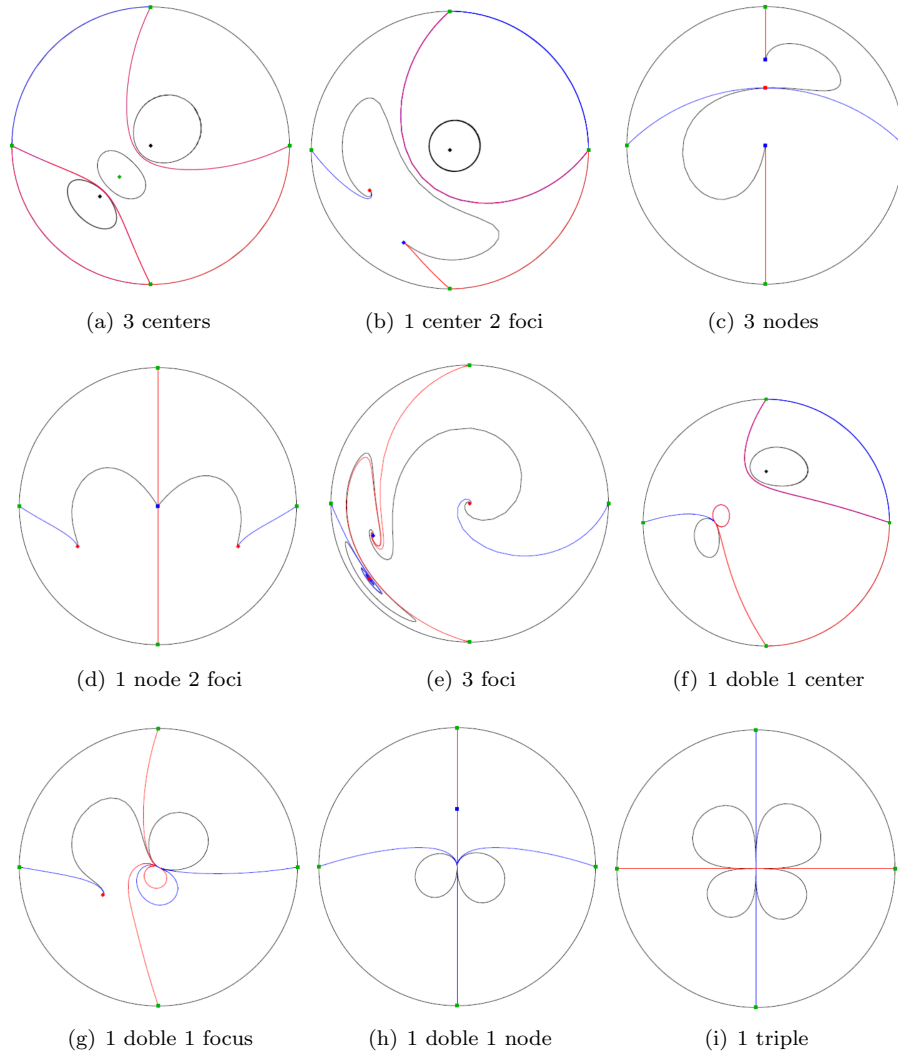 (a) 3 centers
(b) 1 center 2 foci
(c) 3 nodes
(d) 1 node 2 foci
(e) 3 foci
(f) 1 doble 1 center
(g) 1 doble 1 focus
(h) 1 doble 1 node
(i) 1 triple